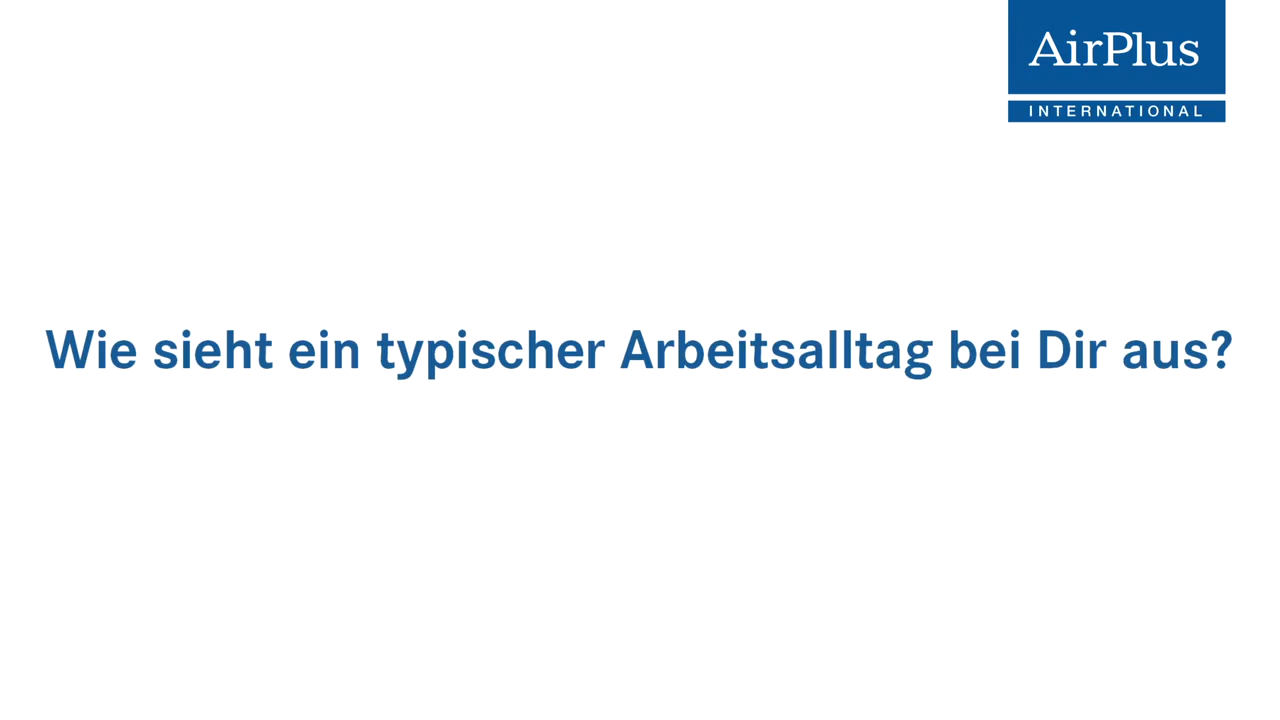 AirPlus
INTERNATIONAL
Wie sieht ein typischer Arbeitsalltag bei Dir aus?